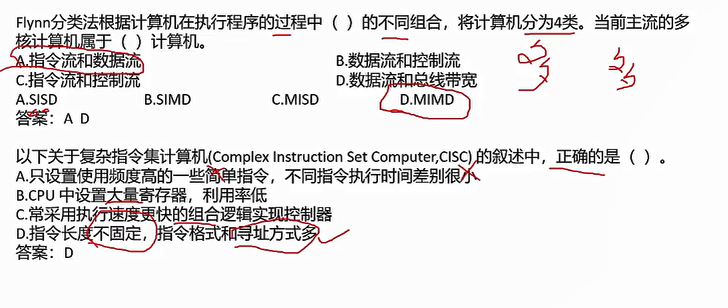 Flynn分类法根据计算机在执行程序的过程中（ ）的不同组合，将计算机分为4类。当前主流的多
核计算机属于（ ）计算机。
A.指令流和数据流 B.数据流和控制流
C.指令流和控制流 D.数据流和总线带宽
A.SISD B.SIMD C.MISD D.MIMD
答案：A D
以下关于复杂指令集计算机(Complex Instruction Set Computer,CISC)的叙述中，正确的是（ ）。
A.只设置使用频度高的一些简单指令，不同指令执行时间差别很小
B.CPU 中设置大量寄存器，利用率低
C.常采用执行速度更快的组合逻辑实现控制器
D.指令长度不固定，指令格式和寻址方式多
答案：D